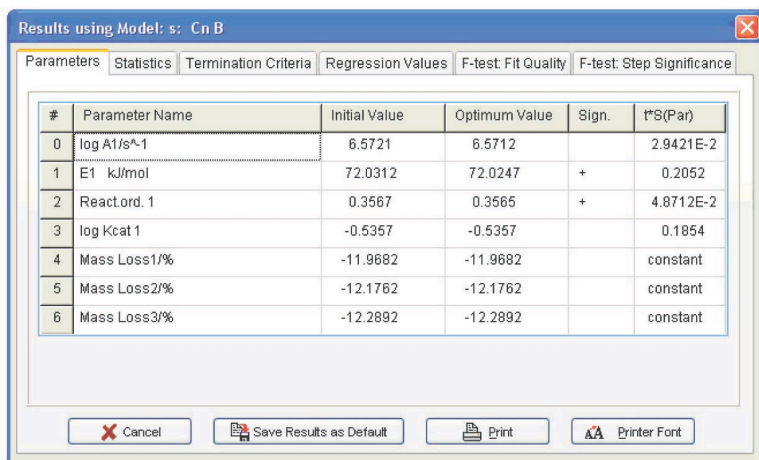 Results using Model: s: Cn B
Parameters Statistics Termination Criteria Regression Values F-test: Fit Quality F-test: Step Significance
# Parameter Name Initial Value Optimum Value Sign. t*S(Par)
0 log A1/s^-1 6.5721 6.5712 2.9421E-2
1 E1 kJ/mol 72.0312 72.0247 + 0.2052
2 React.ord. 1 0.3567 0.3565 + 4.8712E-2
3 log Kcat 1 -0.5357 -0.5357 0.1854
4 Mass Loss1/% -11.9682 -11.9682 constant
5 Mass Loss2/% -12.1762 -12.1762 constant
6 Mass Loss3/% -12.2892 -12.2892 constant
Cancel Save Results as Default Print Printer Font